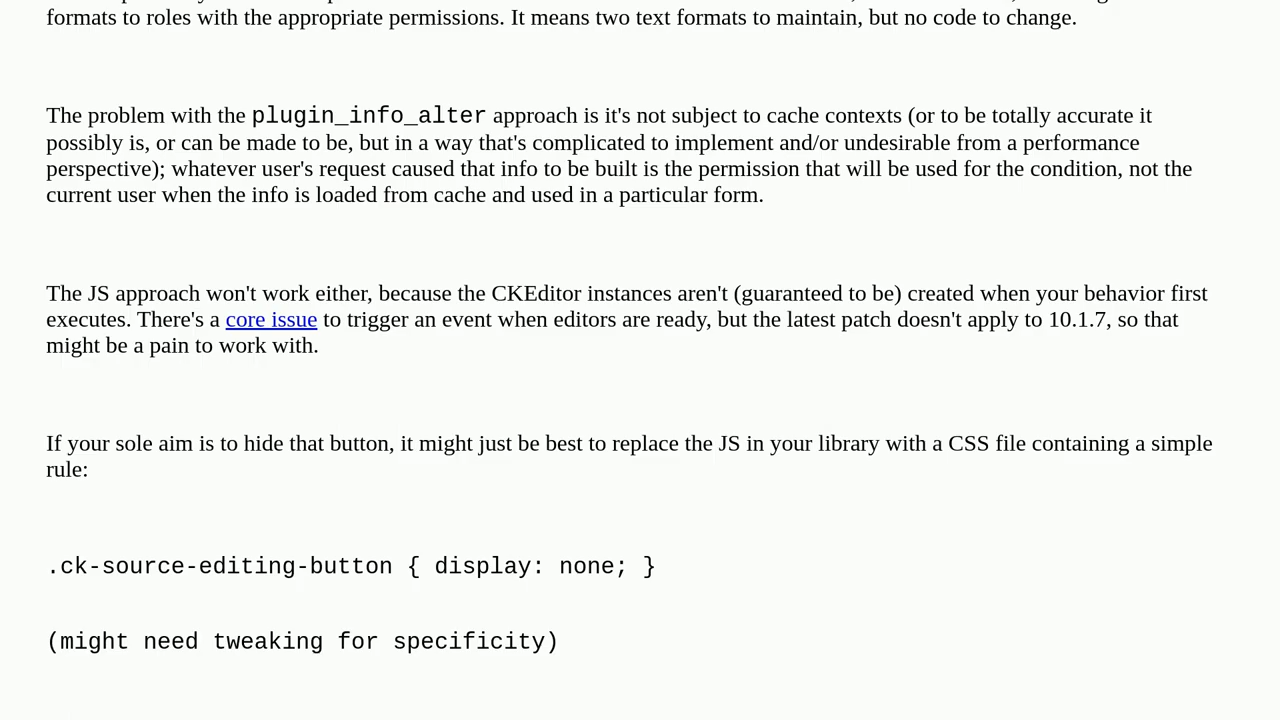 formats to roles with the appropriate permissions. It means two text formats to maintain, but no code to change.
The problem with the plugin_info_alter approach is it's not subject to cache contexts (or to be totally accurate it
possibly is, or can be made to be, but in a way that's complicated to implement and/or undesirable from a performance
perspective); whatever user's request caused that info to be built is the permission that will be used for the condition, not the
current user when the info is loaded from cache and used in a particular form.
The JS approach won't work either, because the CKEditor instances aren't (guaranteed to be) created when your behavior first
executes. There's a core issue to trigger an event when editors are ready, but the latest patch doesn't apply to 10.1.7, so that
might be a pain to work with.
If your sole aim is to hide that button, it might just be best to replace the JS in your library with a CSS file containing a simple
rule:
.ck-source-editing-button { display: none; }
(might need tweaking for specificity)